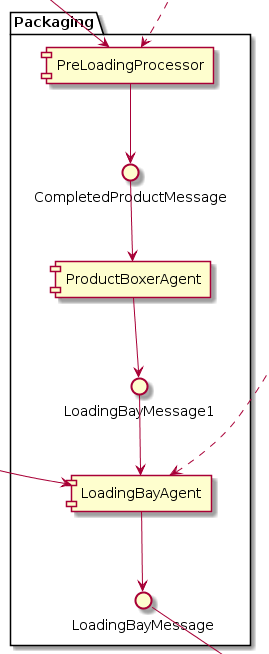 Packaging
PreLoadingProcessor
CompletedProductMessage
ProductBoxerAgent
LoadingBayMessage1
LoadingBayAgent
LoadingBayMessage